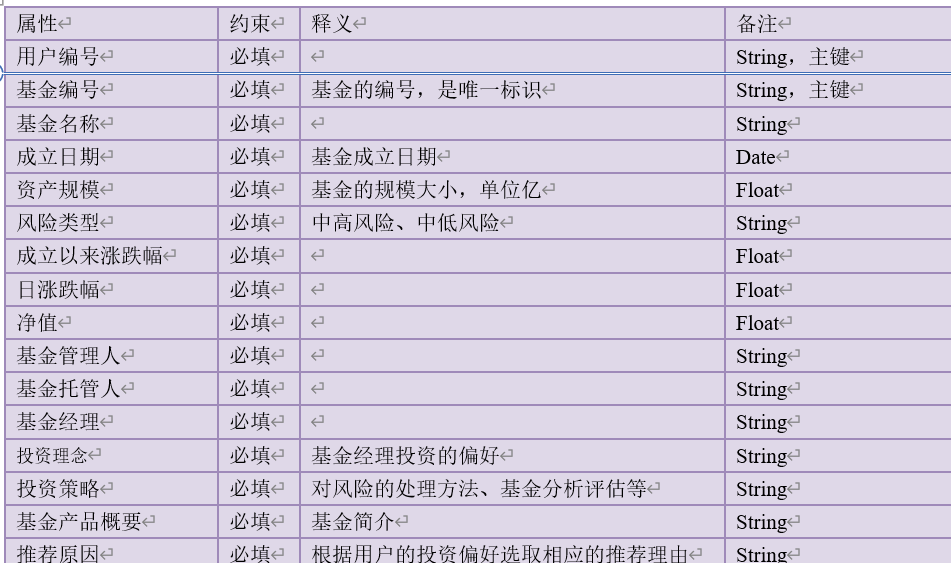 属性 约束 释义 备注
用户编号 必填 String，主键
基金编号 必填 基金的编号，是唯一标识 String，主键
基金名称 必填 String
成立日期 必填 基金成立日期 Date
资产规模 必填 基金的规模大小，单位亿 Float
风险类型 必填 中高风险、中低风险 String
成立以来涨跌幅 必填 Float
日涨跌幅 必填 Float
净值 必填 Float
基金管理人 必填 String
基金托管人 必填 String
基金经理 必填 String
投资理念 必填 基金经理投资的偏好 String
投资策略 必填 对风险的处理方法、基金分析评估等 String
基金产品概要 必填 基金简介 String
推荐原因 必填 根据用户的投资偏好选取相应的推荐理由 String